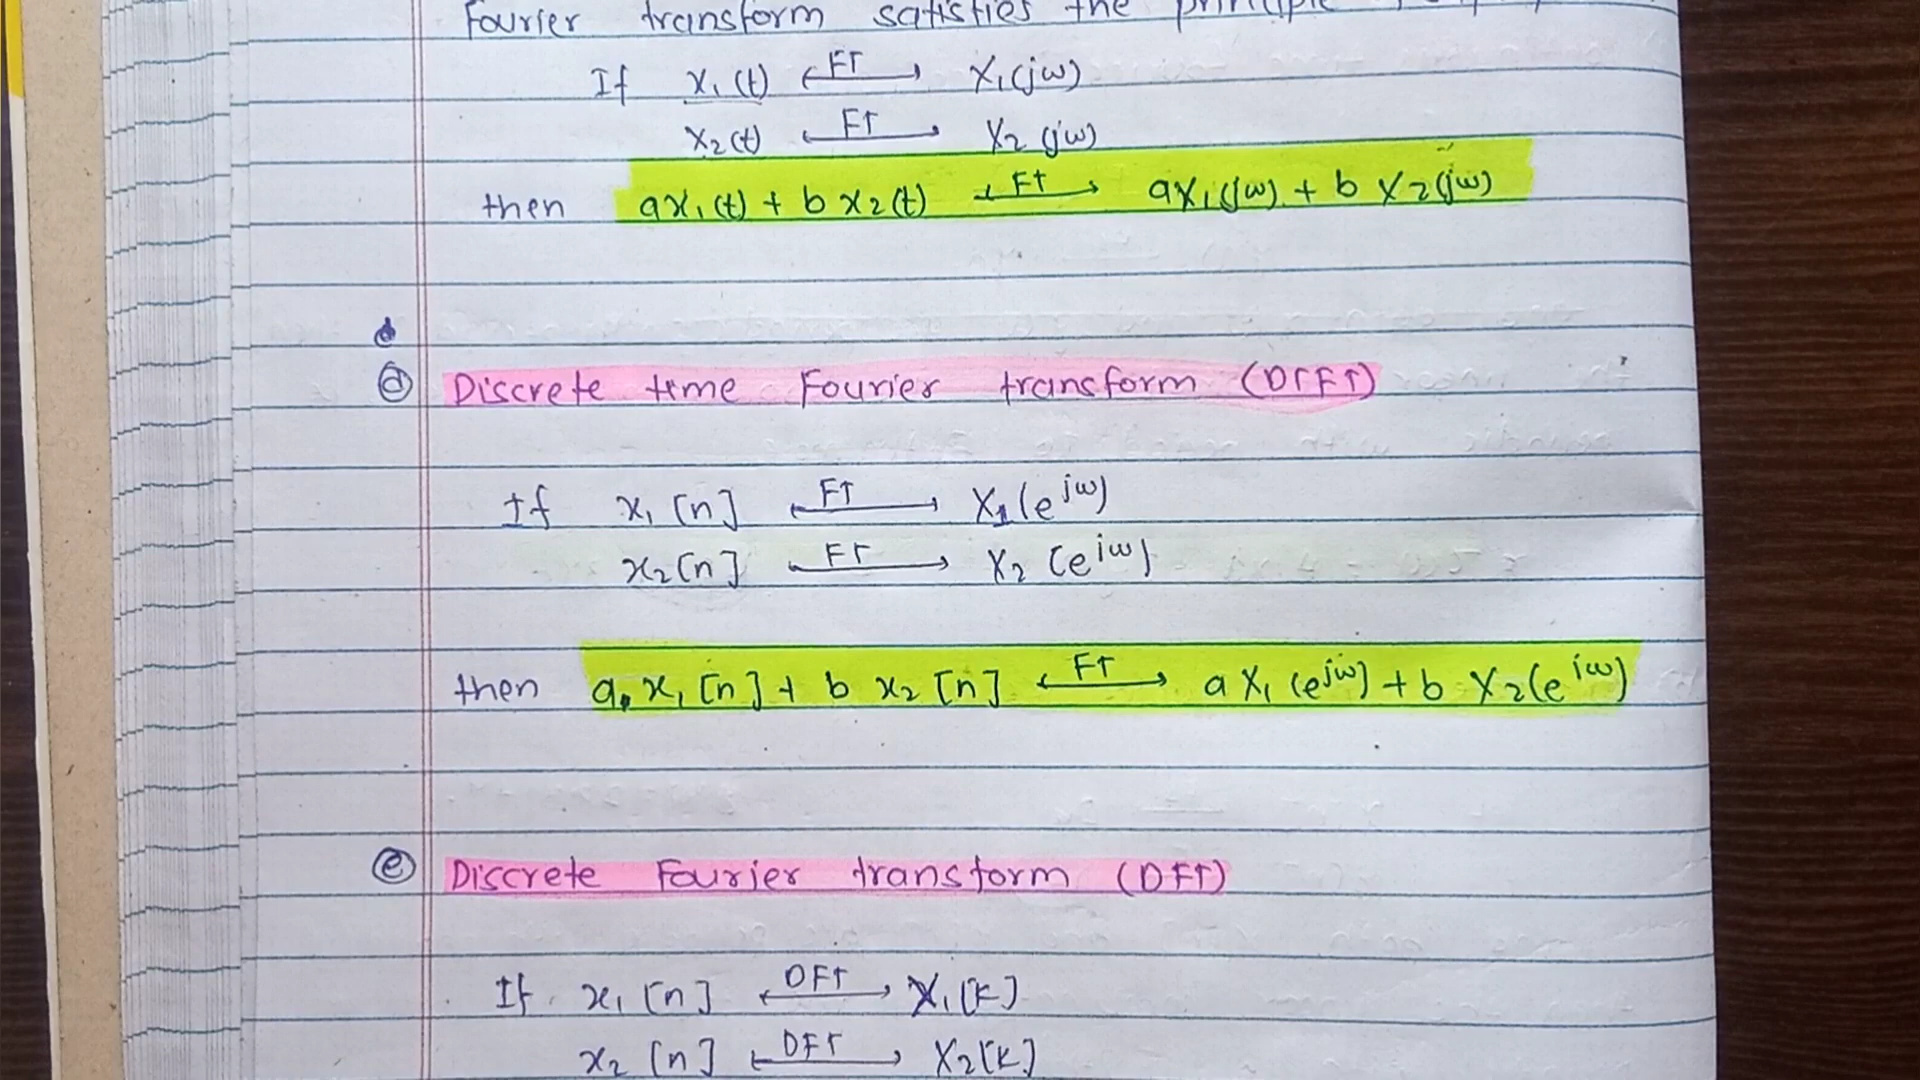 Fourier transform satisfies the principle
If x₁(t) ←FT→ X₁(jω)
x₂(t) ←FT→ X₂(jω)
then ax₁(t) + b x₂(t) ←FT→ aX₁(jω) + b X₂(jω)
d
ⓓ Discrete time Fourier transform (DTFT)
If x₁[n] ←FT→ X₁(e^jω)
x₂[n] ←FT→ X₂(e^jω)
then a x₁[n] + b x₂[n] ←FT→ a X₁(e^jω) + b X₂(e^jω)
ⓔ Discrete Fourier transform (DFT)
If x₁[n] ←DFT→ X₁[k]
x₂[n] ←DFT→ X₂[k]